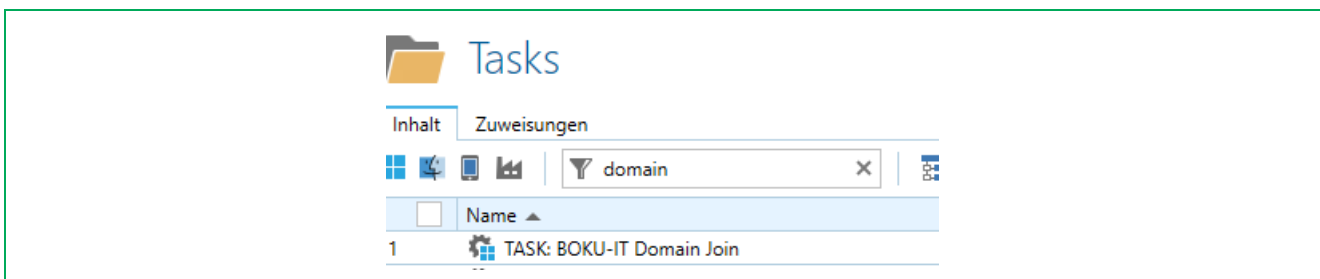 Tasks
Inhalt Zuweisungen
domain
Name
1 TASK: BOKU-IT Domain Join